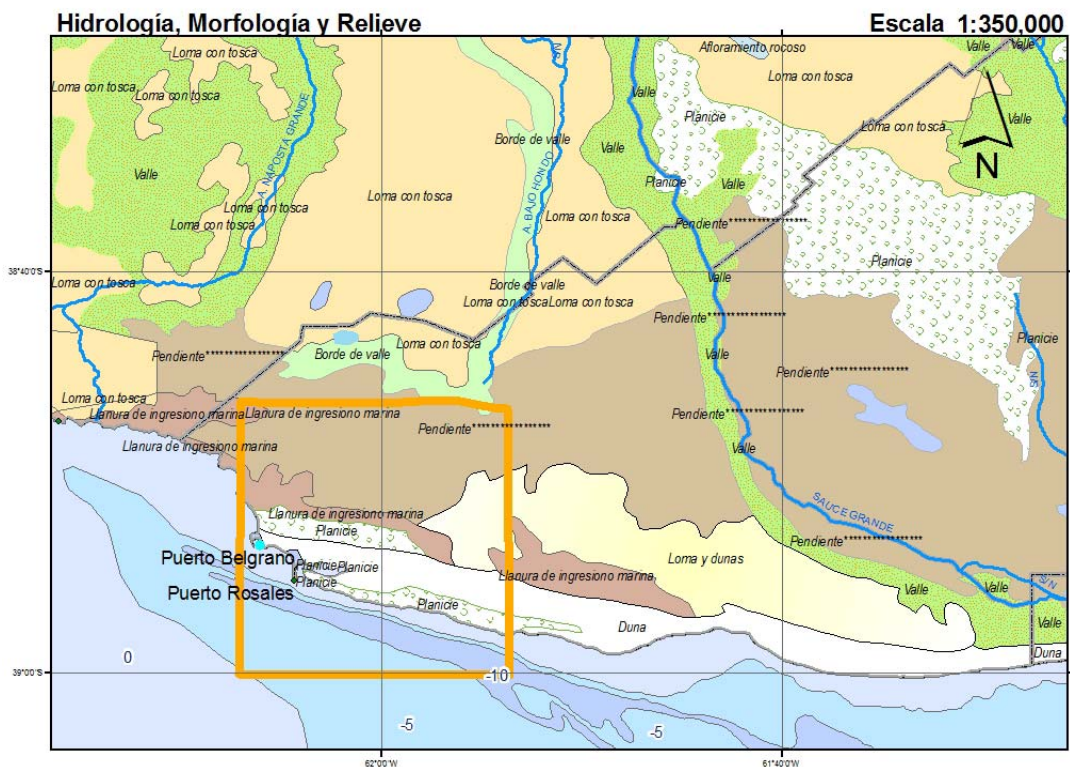 Hidrología, Morfología y Relieve
Escala 1:350,000
Loma con tosca
S/N
Afloramiento rocoso
Valle
Valle
Loma con tosca
Loma con tosca
Valle
Planicie
Valle
A. NAPOSTA GRANDE
Borde de valle
Loma con tosca
N
Valle
A. BAJO HONDO
Valle
Planicie
Valle
Loma con tosca
Loma con tosca
Loma con tosca
Loma con tosca
Pendiente*****************
Planicie
38°40'0"S
Loma con tosca
Borde de valle
Valle
Loma con tosca
Loma con tosca
Pendiente*****************
Planicie
Pendiente*****************
Borde de valle
Loma con tosca
Valle
Pendiente*****************
S/N
Loma con tosca
Llanura de ingresiono marina
Llanura de ingresiono marina
Pendiente*****************
Pendiente*****************
Llanura de ingresiono marina
Valle
SAUCE GRANDE
Llanura de ingresiono marina
Planicie
Pendiente*****************
Puerto Belgrano
Planicie
Planicie
Planicie
Loma y dunas
Llanura de ingresiono marina
Puerto Rosales
Planicie
Valle
Valle
S/N
Valle
Duna
Duna
0
39°00'S
-10
-5
-5
62°00'W
61°40'0"W